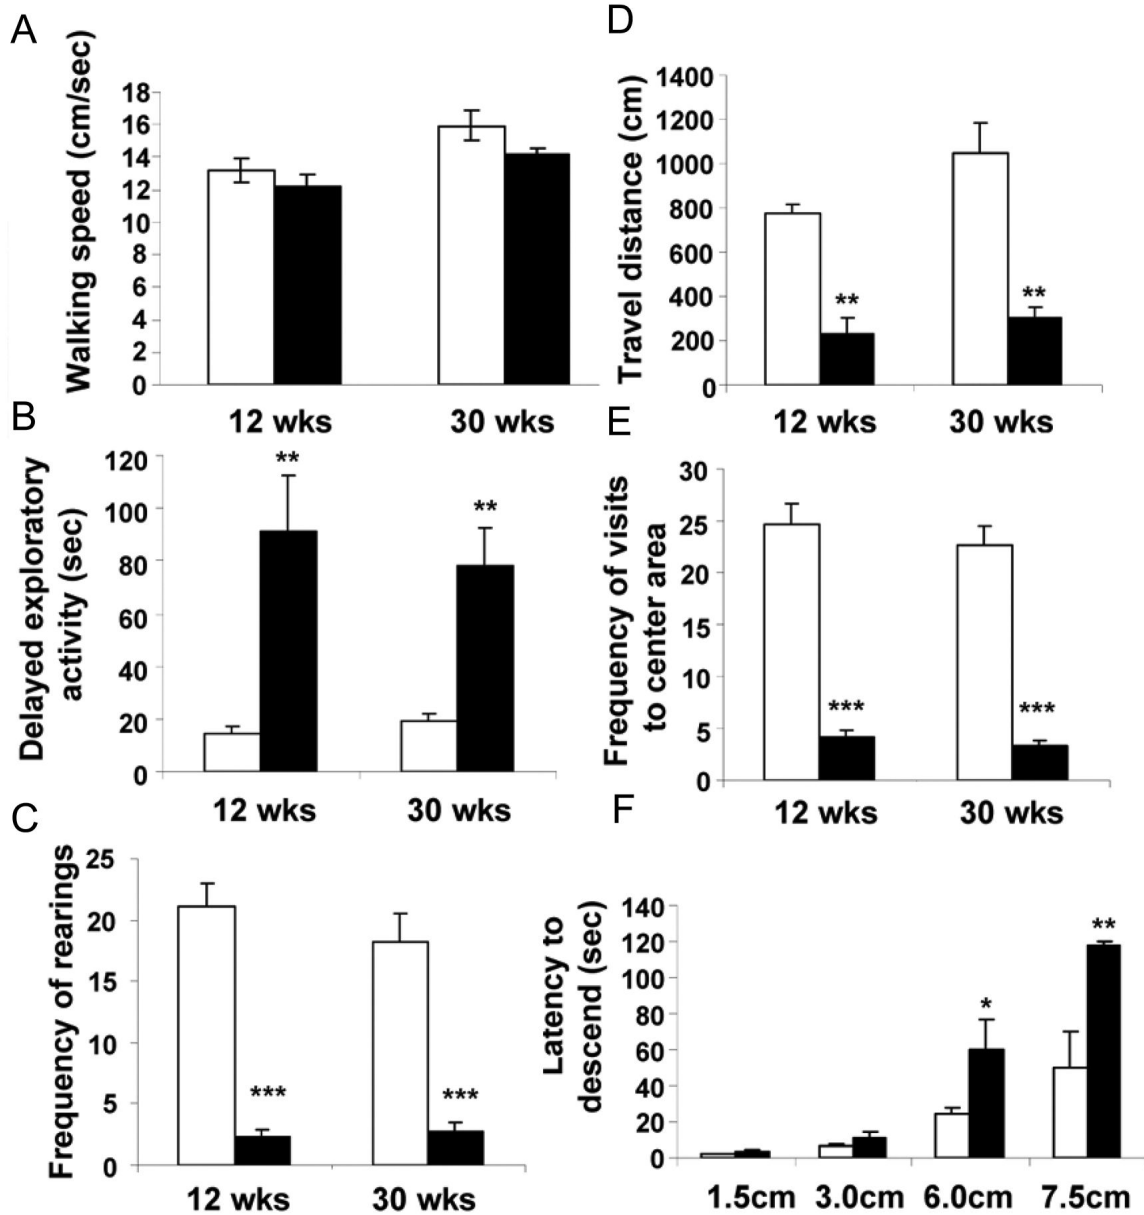 A
Walking speed (cm/sec)
18
16
14
12
10
8
6
4
2
0
12 wks
30 wks
B
Delayed exploratory
activity (sec)
120
100
80
60
40
20
0
**
**
12 wks
30 wks
C
Frequency of rearings
25
20
15
10
5
0
***
***
12 wks
30 wks
D
Travel distance (cm)
1400
1200
1000
800
600
400
200
0
**
**
12 wks
30 wks
E
Frequency of visits
to center area
30
25
20
15
10
5
0
***
***
12 wks
30 wks
F
Latency to
descend (sec)
140
120
100
80
60
40
20
0
*
**
1.5cm
3.0cm
6.0cm
7.5cm